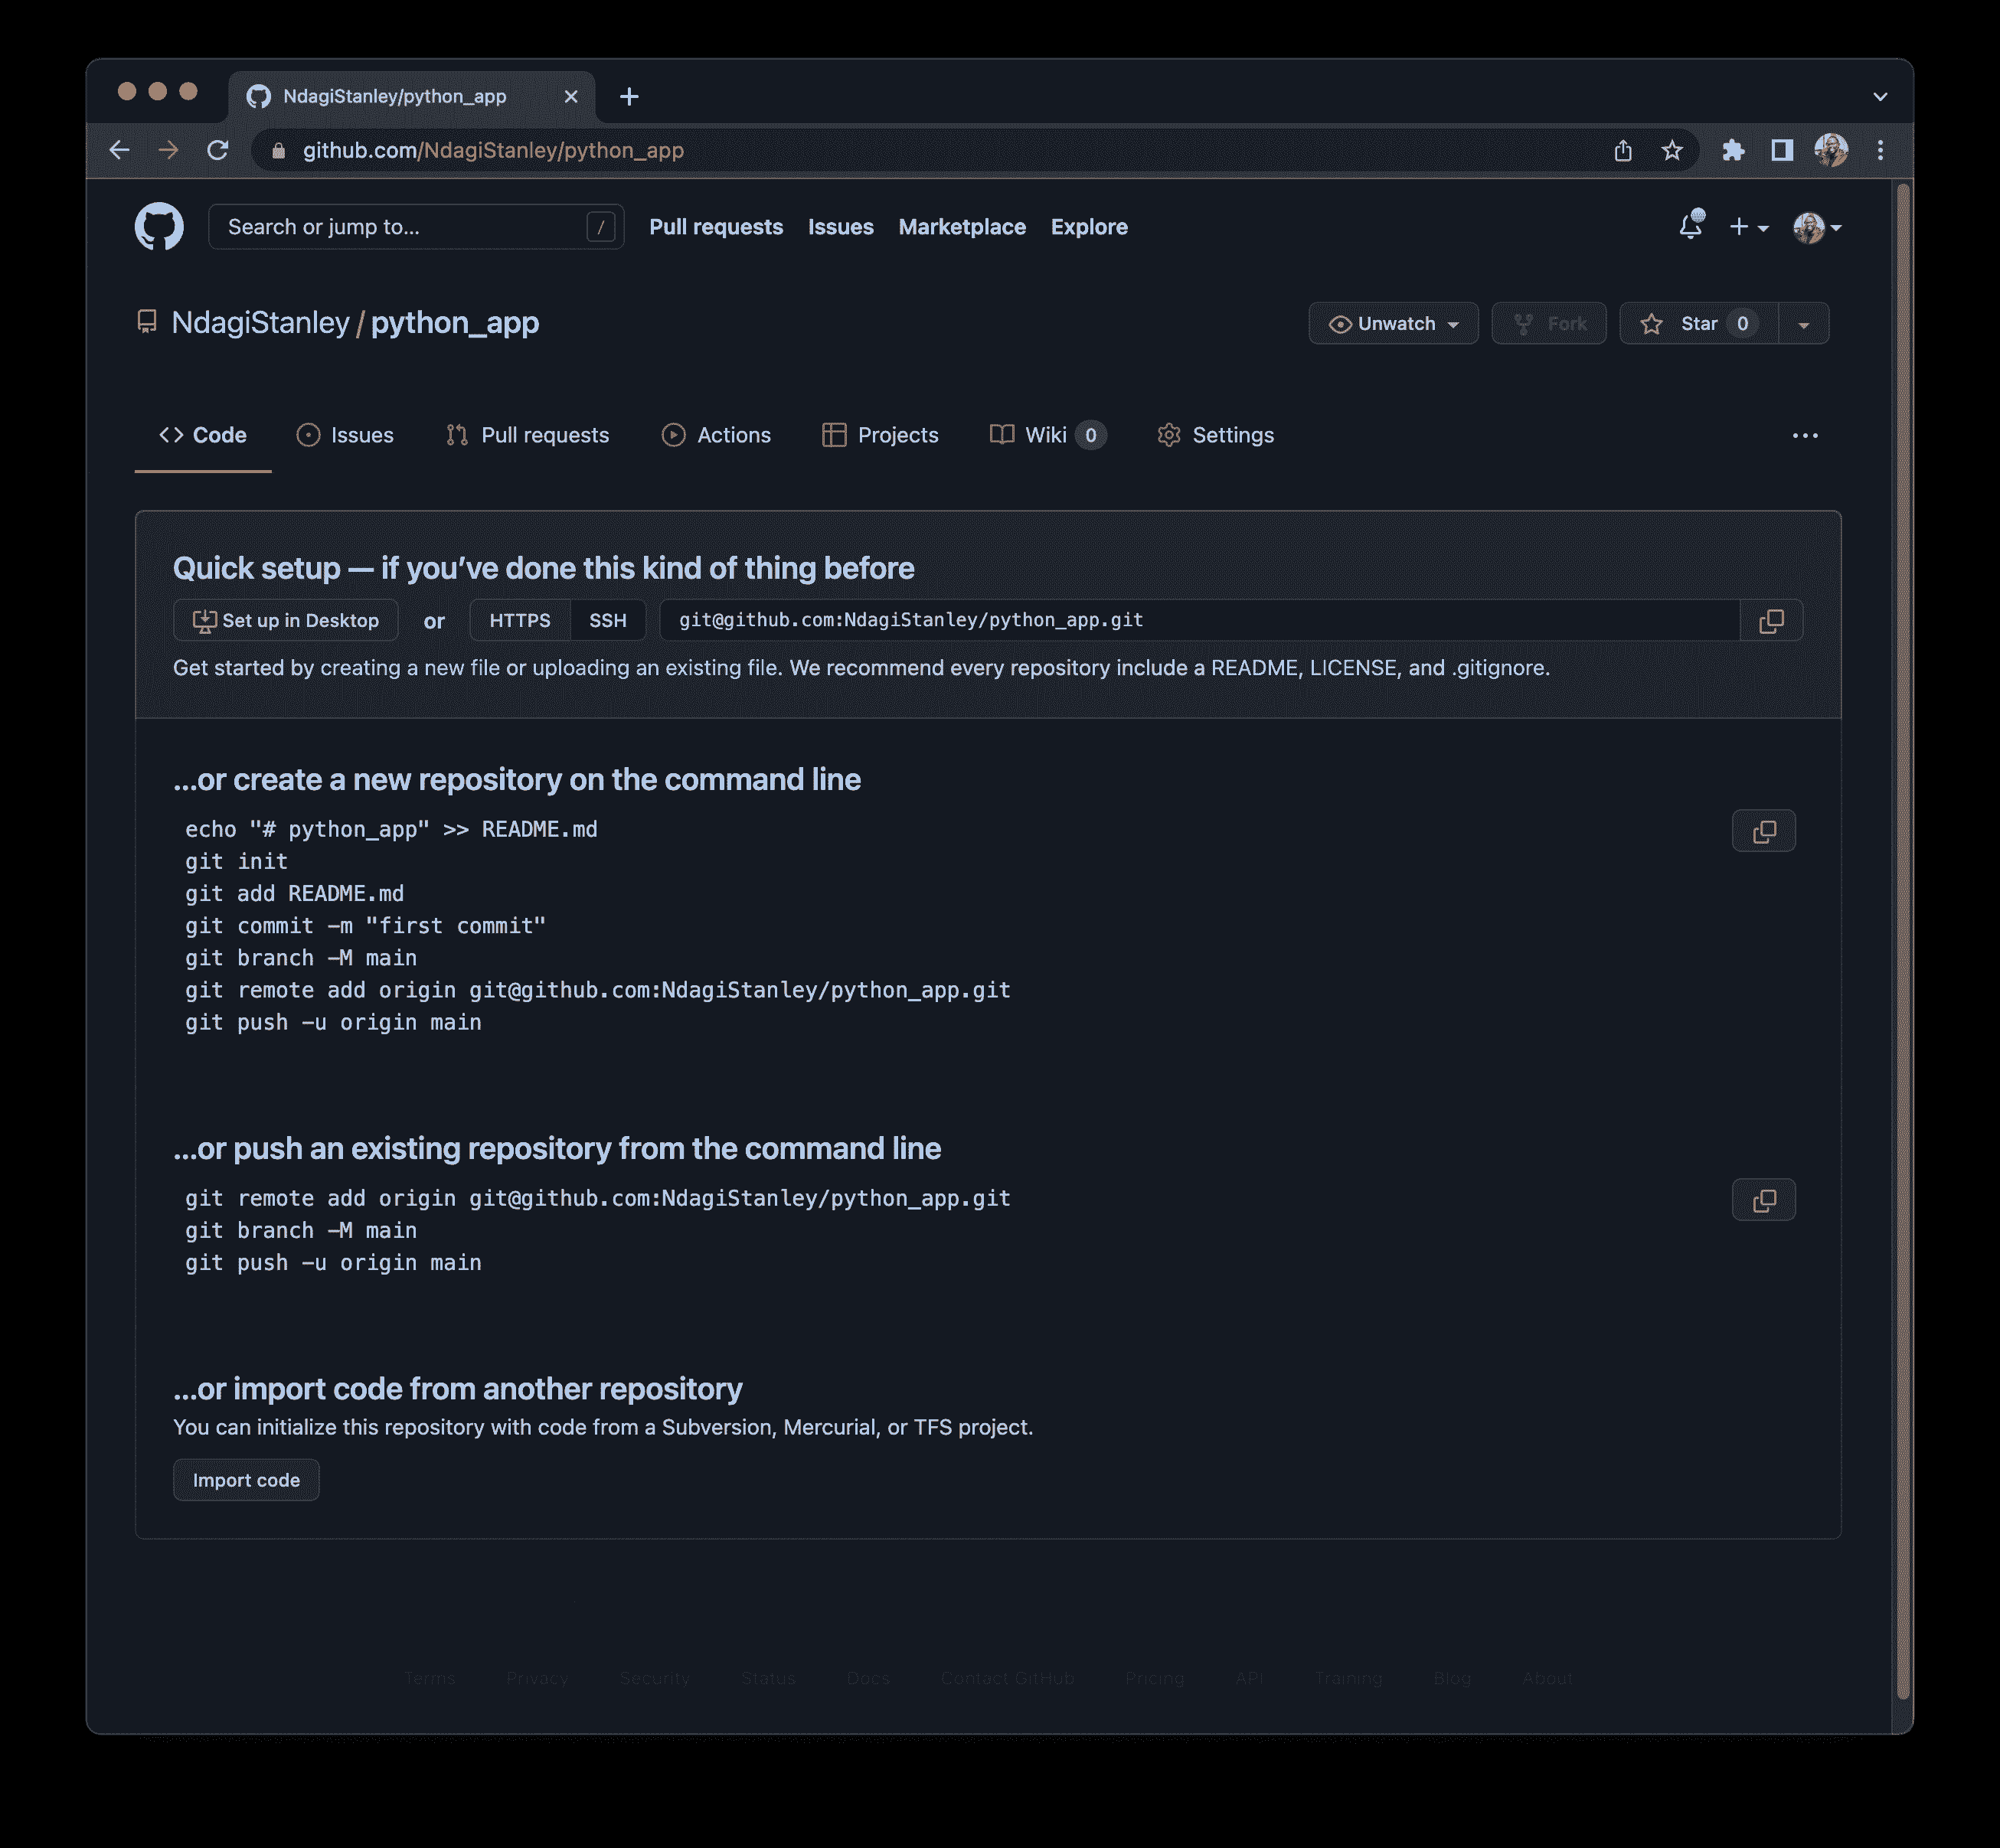 NdagiStanley/python_app
github.com/NdagiStanley/python_app
Search or jump to... /
Pull requests Issues Marketplace Explore
NdagiStanley / python_app
Unwatch Fork Star 0
Code Issues Pull requests Actions Projects Wiki 0 Settings
Quick setup — if you’ve done this kind of thing before
Set up in Desktop or HTTPS SSH git@github.com:NdagiStanley/python_app.git
Get started by creating a new file or uploading an existing file. We recommend every repository include a README, LICENSE, and .gitignore.
…or create a new repository on the command line
echo "# python_app" >> README.md
git init
git add README.md
git commit -m "first commit"
git branch -M main
git remote add origin git@github.com:NdagiStanley/python_app.git
git push -u origin main
…or push an existing repository from the command line
git remote add origin git@github.com:NdagiStanley/python_app.git
git branch -M main
git push -u origin main
…or import code from another repository
You can initialize this repository with code from a Subversion, Mercurial, or TFS project.
Import code
Terms Privacy Security Status Docs Contact GitHub Pricing API Training Blog About